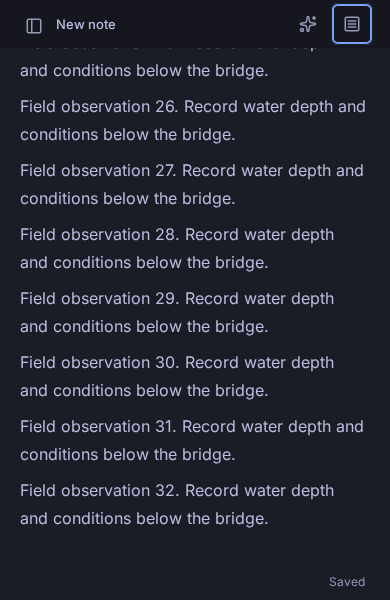 New note
and conditions below the bridge.
Field observation 26. Record water depth and
conditions below the bridge.
Field observation 27. Record water depth and
conditions below the bridge.
Field observation 28. Record water depth
and conditions below the bridge.
Field observation 29. Record water depth
and conditions below the bridge.
Field observation 30. Record water depth
and conditions below the bridge.
Field observation 31. Record water depth and
conditions below the bridge.
Field observation 32. Record water depth
and conditions below the bridge.
Saved